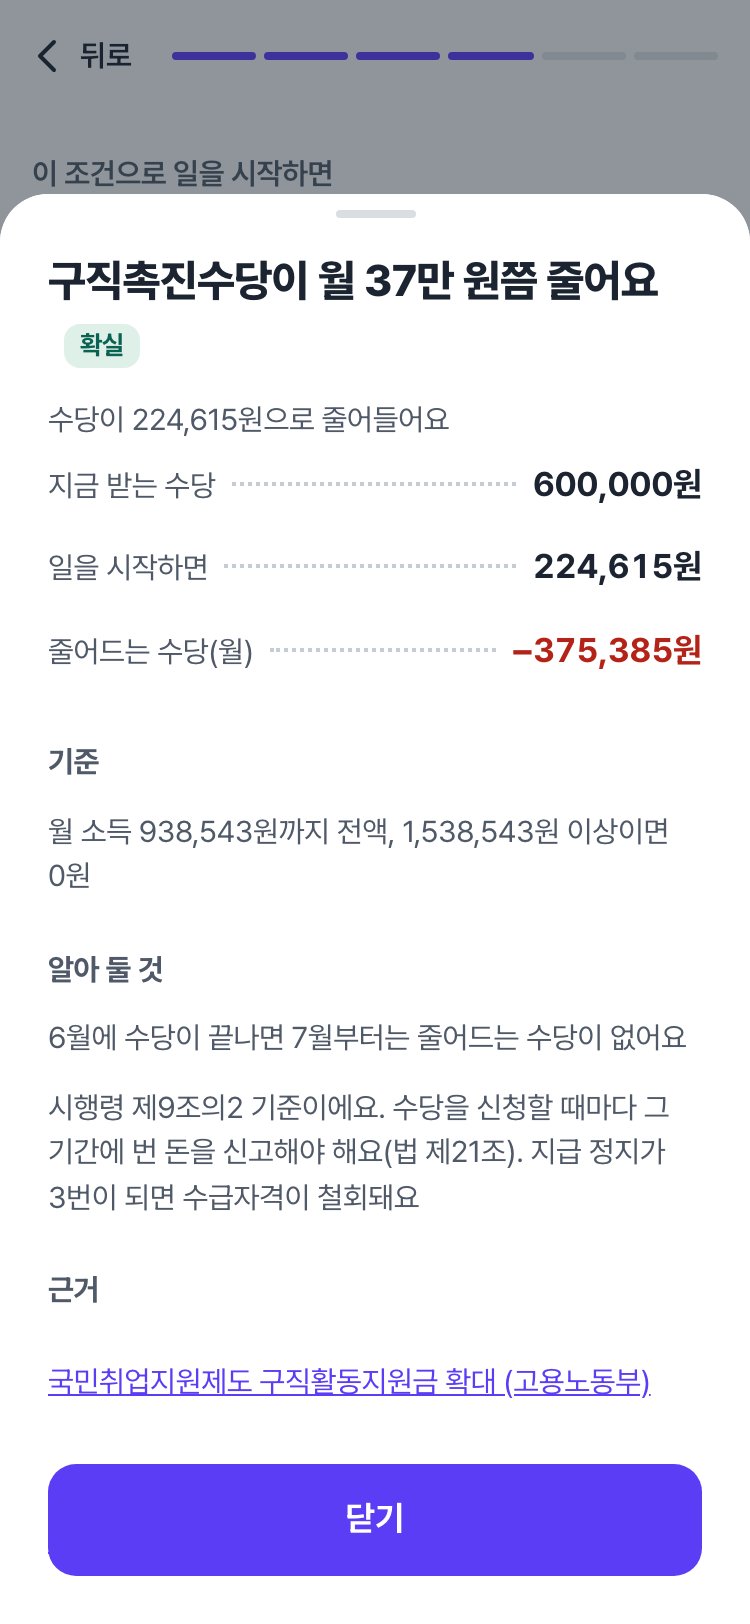 뒤로
이 조건으로 일을 시작하면
구직촉진수당이 월 37만 원쯤 줄어요
확실
수당이 224,615원으로 줄어들어요
지금 받는 수당 600,000원
일을 시작하면 224,615원
줄어드는 수당(월) –375,385원
기준
월 소득 938,543원까지 전액, 1,538,543원 이상이면
0원
알아 둘 것
6월에 수당이 끝나면 7월부터는 줄어드는 수당이 없어요
시행령 제9조의2 기준이에요. 수당을 신청할 때마다 그
기간에 번 돈을 신고해야 해요(법 제21조). 지급 정지가
3번이 되면 수급자격이 철회돼요
근거
국민취업지원제도 구직활동지원금 확대 (고용노동부)
닫기